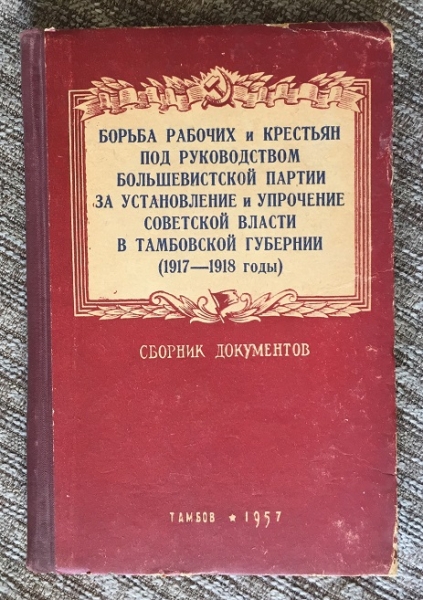 БОРЬБА РАБОЧИХ и КРЕСТЬЯН
ПОД РУКОВОДСТВОМ
БОЛЬШЕВИСТСКОЙ ПАРТИИ
ЗА УСТАНОВЛЕНИЕ и УПРОЧЕНИЕ
СОВЕТСКОЙ ВЛАСТИ
В ТАМБОВСКОЙ ГУБЕРНИИ
(1917—1918 годы)
СБОРНИК ДОКУМЕНТОВ
ТАМБОВ ★ 1957